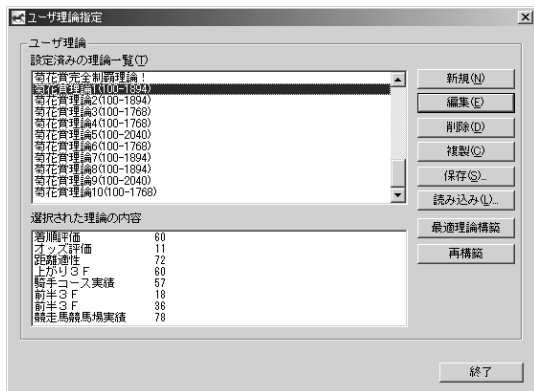 ユーザ理論指定
ユーザ理論
設定済みの理論一覧(T)
菊花賞完全制覇理論！
菊花賞理論1(100-1894)
菊花賞理論2(100-1894)
菊花賞理論3(100-1768)
菊花賞理論4(100-1768)
菊花賞理論5(100-2040)
菊花賞理論6(100-1768)
菊花賞理論7(100-1894)
菊花賞理論8(100-1894)
菊花賞理論9(100-2040)
菊花賞理論10(100-1768)
新規(N)
編集(E)
削除(D)
複製(C)
保存(S)...
読み込み(L)...
最適理論構築
再構築
選択された理論の内容
着順評価 60
オッズ評価 11
距離適性 72
上がり３Ｆ 60
騎手コース実績 57
前半３Ｆ 18
前半３Ｆ 36
競走馬競馬場実績 78
終了